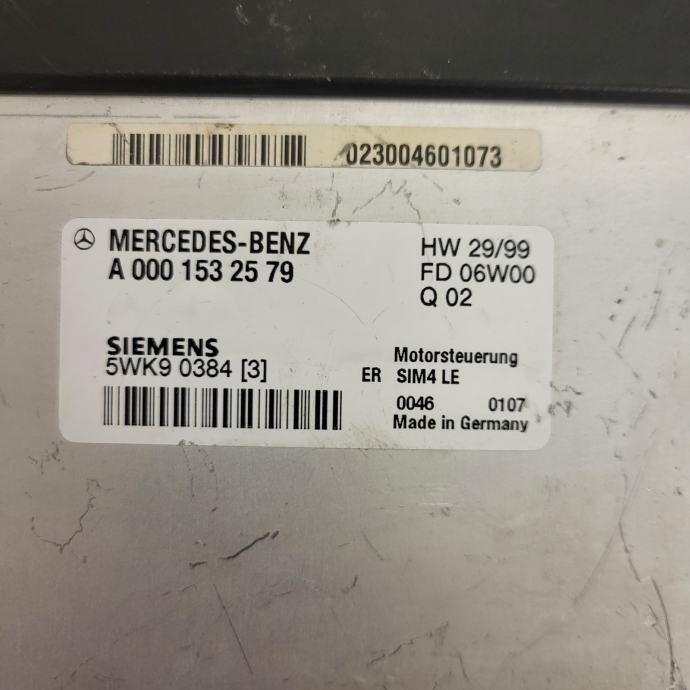 023004601073
MERCEDES-BENZ
A 000 153 25 79
HW 29/99
FD 06W00
Q 02
SIEMENS
5WK9 0384 [3]
Motorsteuerung
ER SIM4 LE
0046 0107
Made in Germany